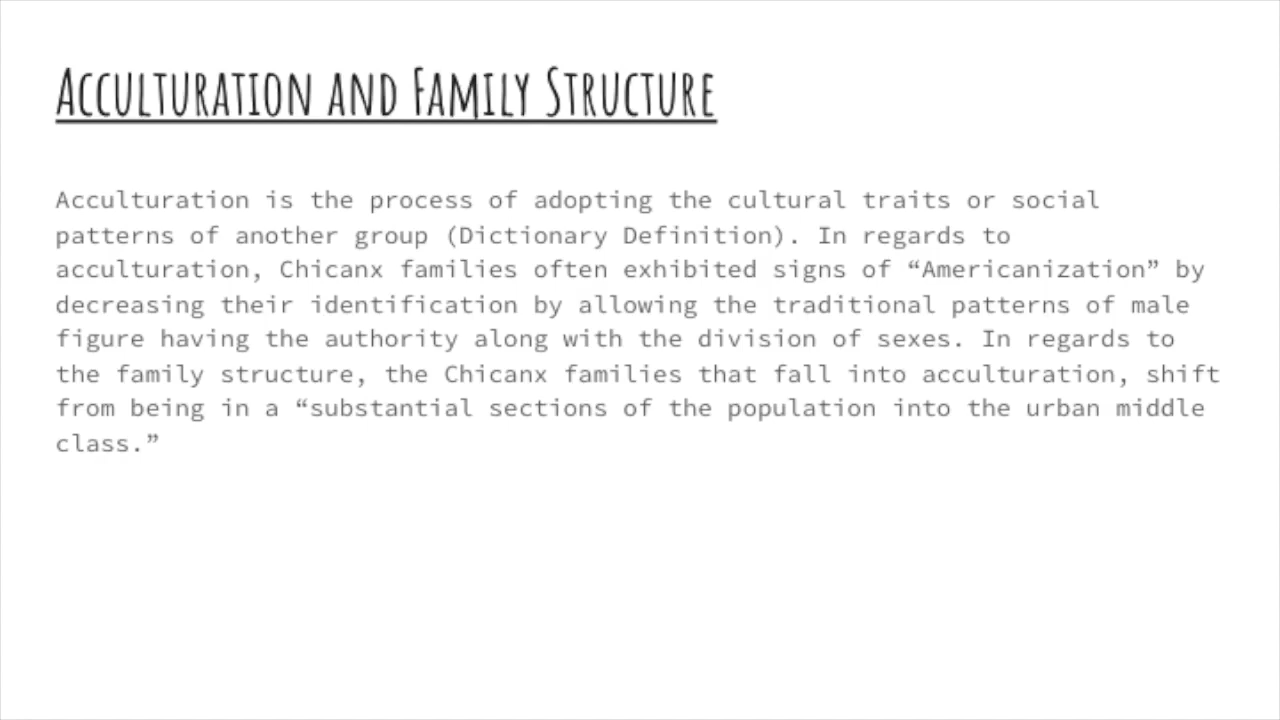 Acculturation and Family Structure
Acculturation is the process of adopting the cultural traits or social
patterns of another group (Dictionary Definition). In regards to
acculturation, Chicanx families often exhibited signs of “Americanization” by
decreasing their identification by allowing the traditional patterns of male
figure having the authority along with the division of sexes. In regards to
the family structure, the Chicanx families that fall into acculturation, shift
from being in a “substantial sections of the population into the urban middle
class.”